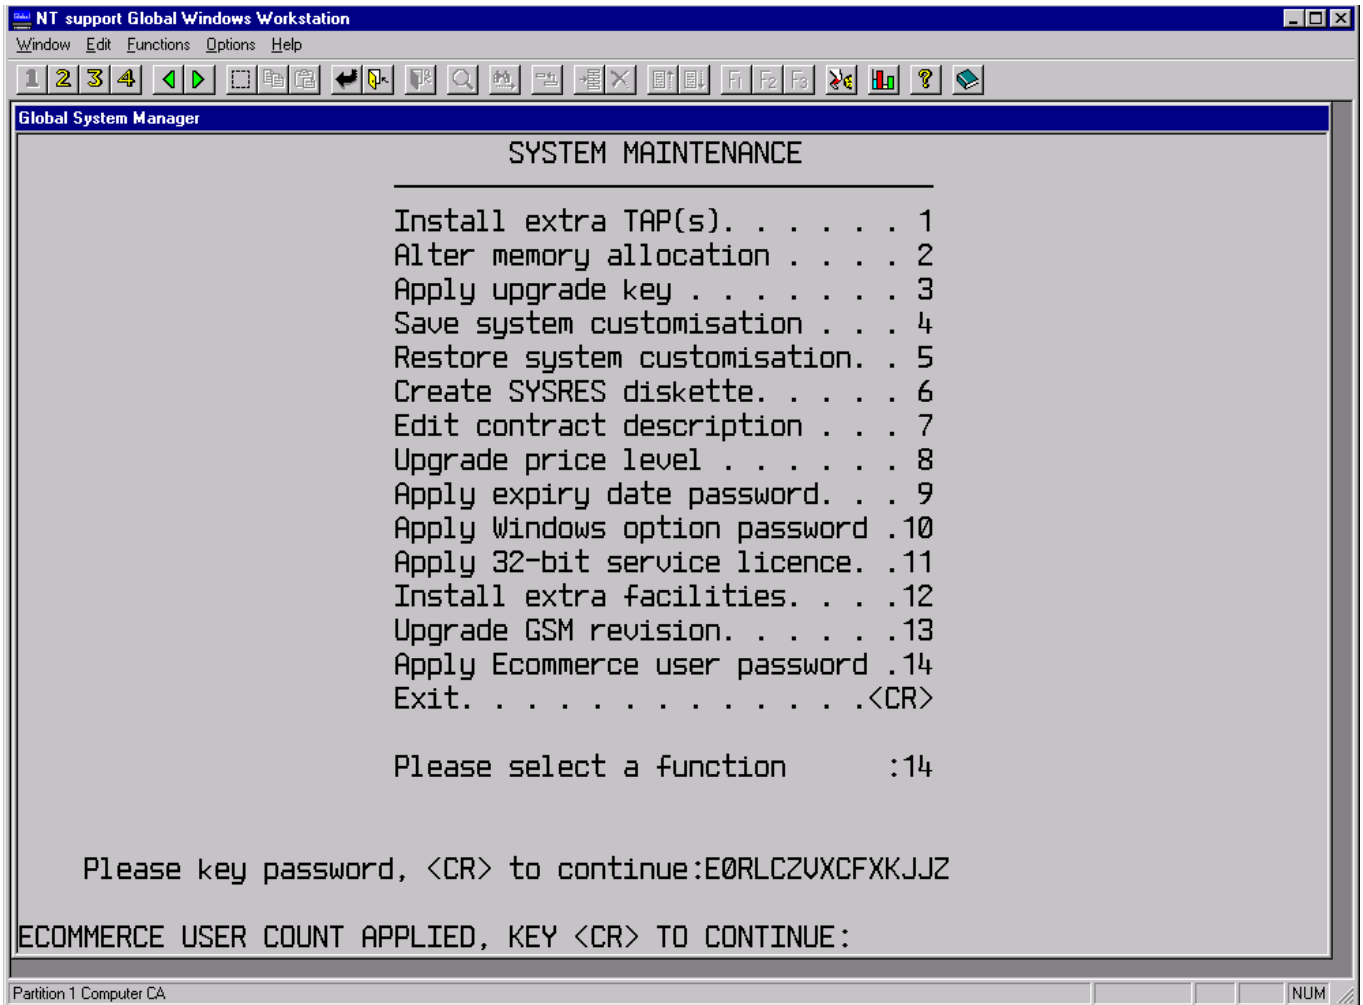 NT support Global Windows Workstation
Window Edit Functions Options Help
1 2 3 4 F1 F2 F3 ?
Global System Manager
SYSTEM MAINTENANCE
Install extra TAP(s). . . . . . 1
Alter memory allocation . . . . 2
Apply upgrade key . . . . . . . 3
Save system customisation . . . 4
Restore system customisation. . 5
Create SYSRES diskette. . . . . 6
Edit contract description . . . 7
Upgrade price level . . . . . . 8
Apply expiry date password. . . 9
Apply Windows option password .10
Apply 32-bit service licence. .11
Install extra facilities. . . .12
Upgrade GSM revision. . . . . .13
Apply Ecommerce user password .14
Exit. . . . . . . . . . . . .<CR>
Please select a function :14
Please key password, <CR> to continue:E0RLCZVXCFXKJJZ
ECOMMERCE USER COUNT APPLIED, KEY <CR> TO CONTINUE:
Partition 1 Computer CA NUM